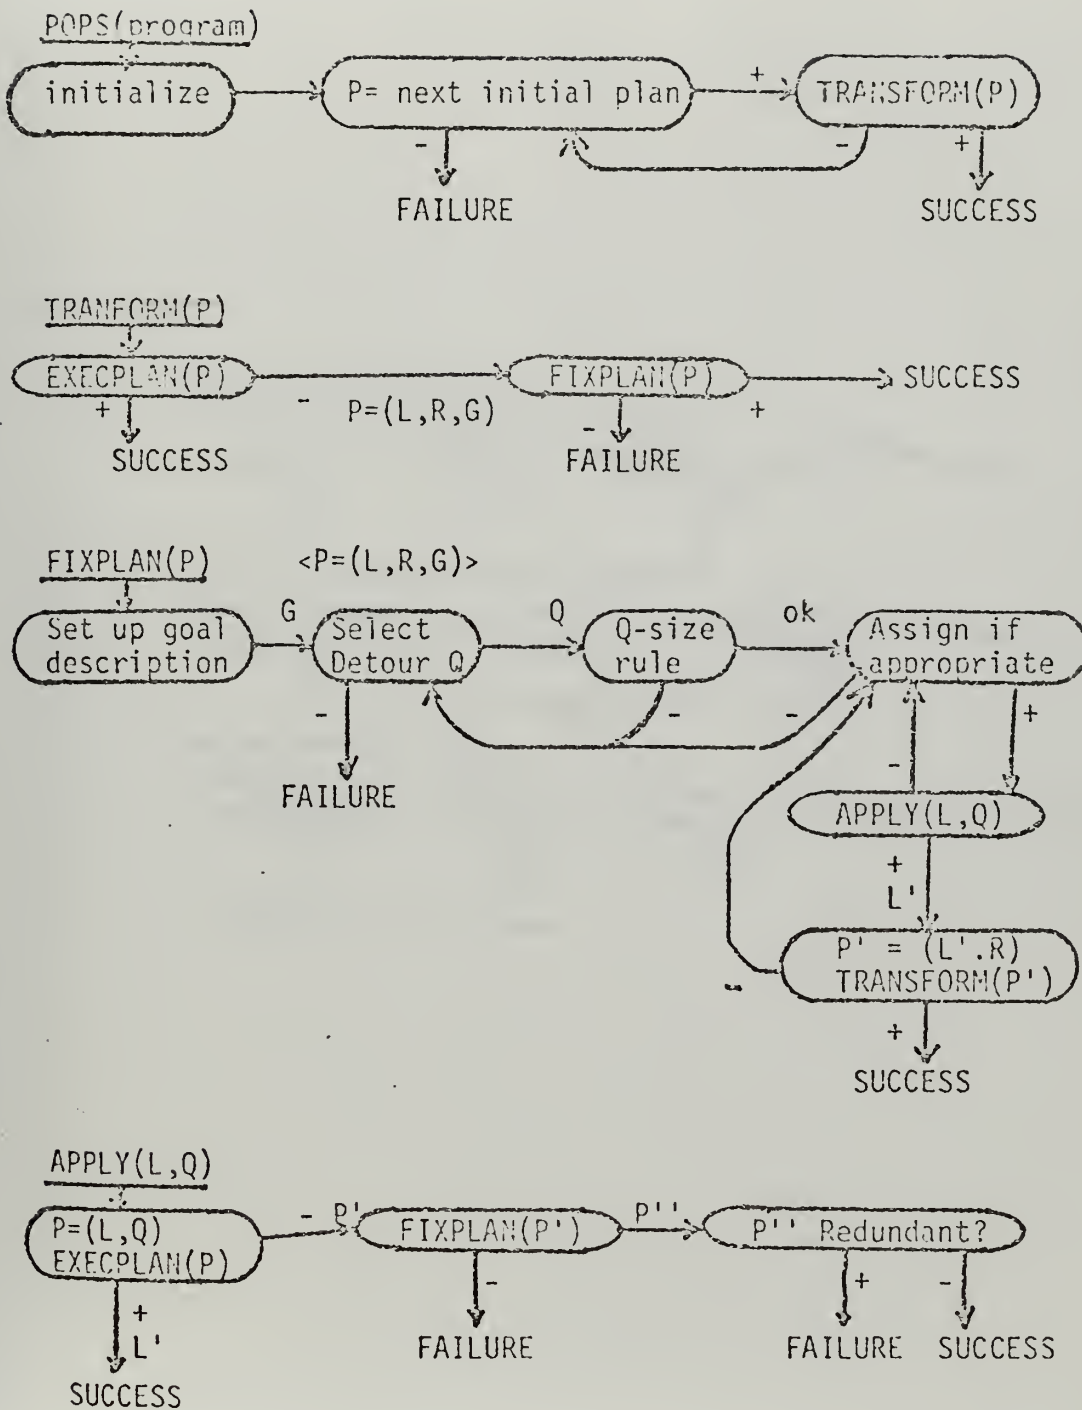 POPS(program)
initialize
P= next initial plan
+
TRANSFORM(P)
-
-
+
FAILURE
SUCCESS
TRANFORM(P)
EXECPLAN(P)
-
P=(L,R,G)
FIXPLAN(P)
+
SUCCESS
+
SUCCESS
-
FAILURE
FIXPLAN(P)
<P=(L,R,G)>
Set up goal
description
G
Select
Detour Q
Q
Q-size
rule
ok
Assign if
appropriate
-
-
-
+
FAILURE
-
APPLY(L,Q)
+
L'
P' = (L'.R)
TRANSFORM(P')
-
+
SUCCESS
APPLY(L,Q)
P=(L,Q)
EXECPLAN(P)
- P'
FIXPLAN(P')
P''
P'' Redundant?
+
L'
SUCCESS
-
FAILURE
+
-
FAILURE SUCCESS